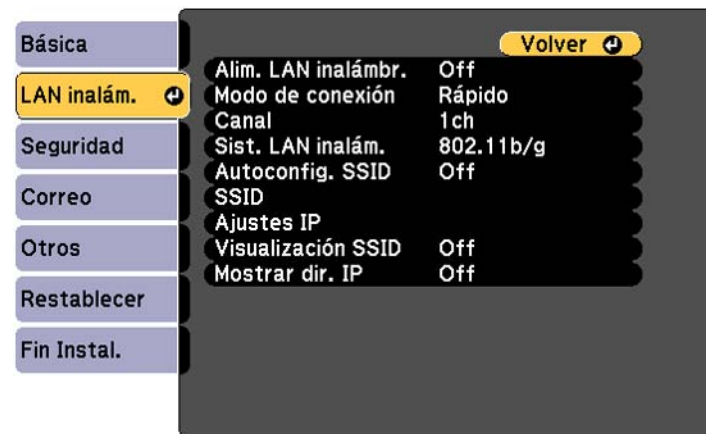 Básica
LAN inalám.
Seguridad
Correo
Otros
Restablecer
Fin Instal.
Volver
Alim. LAN inalámbr. Off
Modo de conexión Rápido
Canal 1ch
Sist. LAN inalám. 802.11b/g
Autoconfig. SSID Off
SSID
Ajustes IP
Visualización SSID Off
Mostrar dir. IP Off